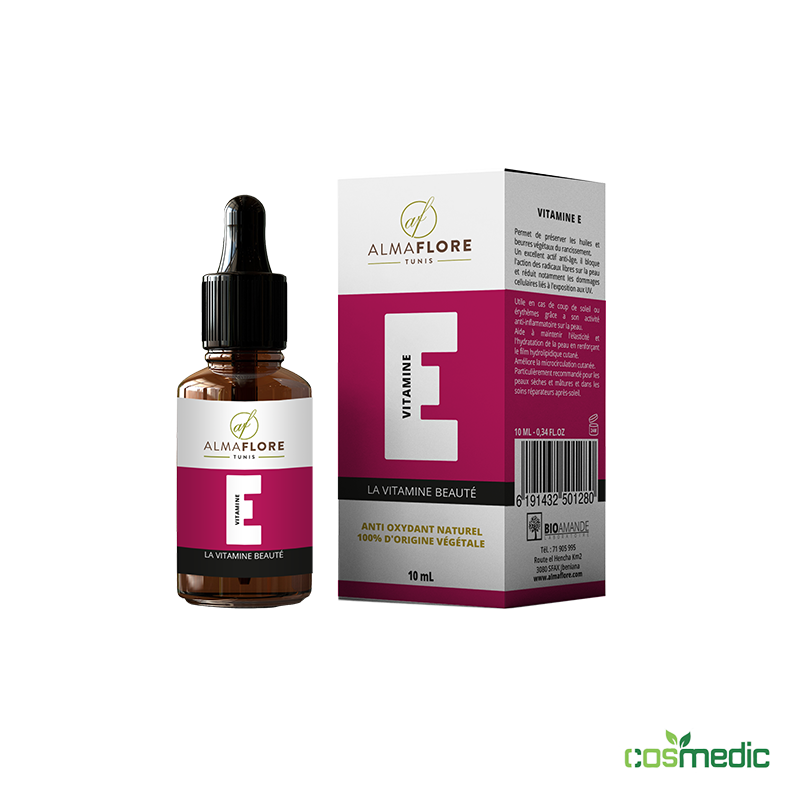 af
ALMAFLORE
TUNIS
VITAMINE
E
LA VITAMINE BEAUTÉ
af
ALMAFLORE
TUNIS
VITAMINE
E
LA VITAMINE BEAUTÉ
ANTI OXYDANT NATUREL
100% D'ORIGINE VÉGÉTALE
10 mL
VITAMINE E
Permet de préserver les huiles et
beurres végétaux du rancissement.
Un excellent actif anti-âge, il bloque
l'action des radicaux libres sur la peau
et réduit notamment les dommages
cellulaires liés à l'exposition aux UV.
Utile en cas de coup de soleil ou
érythèmes grâce a son activité
anti-inflammatoire sur la peau.
Aide à maintenir l'élasticité et
l'hydratation de la peau en renforçant
le film hydrolipidique cutané.
Améliore la microcirculation cutanée.
Particulièrement recommandé pour les
peaux sèches et mâtures et dans les
soins réparateurs après-soleil.
10 ML - 0,34 FL.OZ
6 191432 501280
BIOAMANDE
LABORATOIRE
Tél. : 71 905 995
Route el Hencha Km2
3080 SFAX Jbeniana
www.almaflore.com
cosmedic